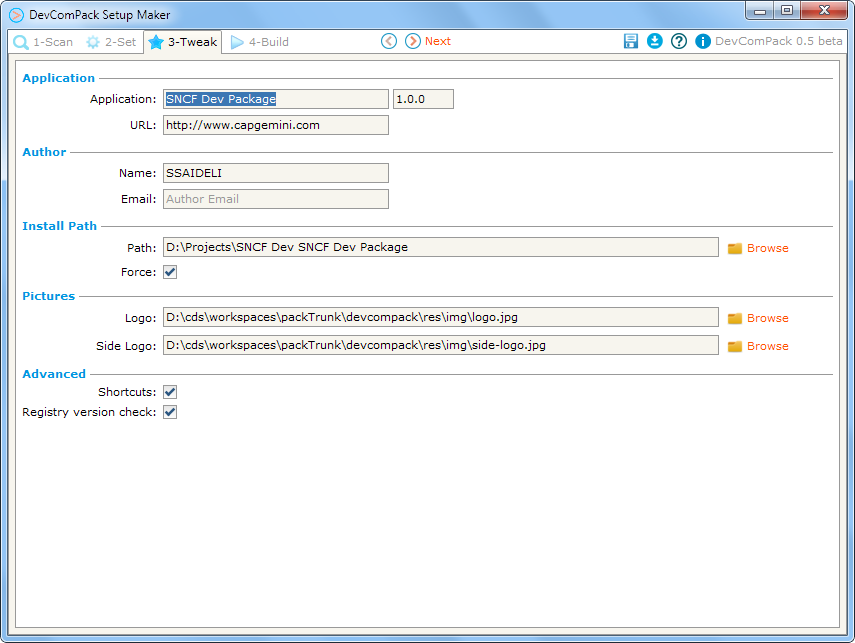 DevComPack Setup Maker
1-Scan 2-Set 3-Tweak 4-Build Next DevComPack 0.5 beta
Application
Application: SNCF Dev Package 1.0.0
URL: http://www.capgemini.com
Author
Name: SSAIDELI
Email: Author Email
Install Path
Path: D:\Projects\SNCF Dev SNCF Dev Package Browse
Force:
Pictures
Logo: D:\cds\workspaces\packTrunk\devcompack\res\img\logo.jpg Browse
Side Logo: D:\cds\workspaces\packTrunk\devcompack\res\img\side-logo.jpg Browse
Advanced
Shortcuts:
Registry version check: